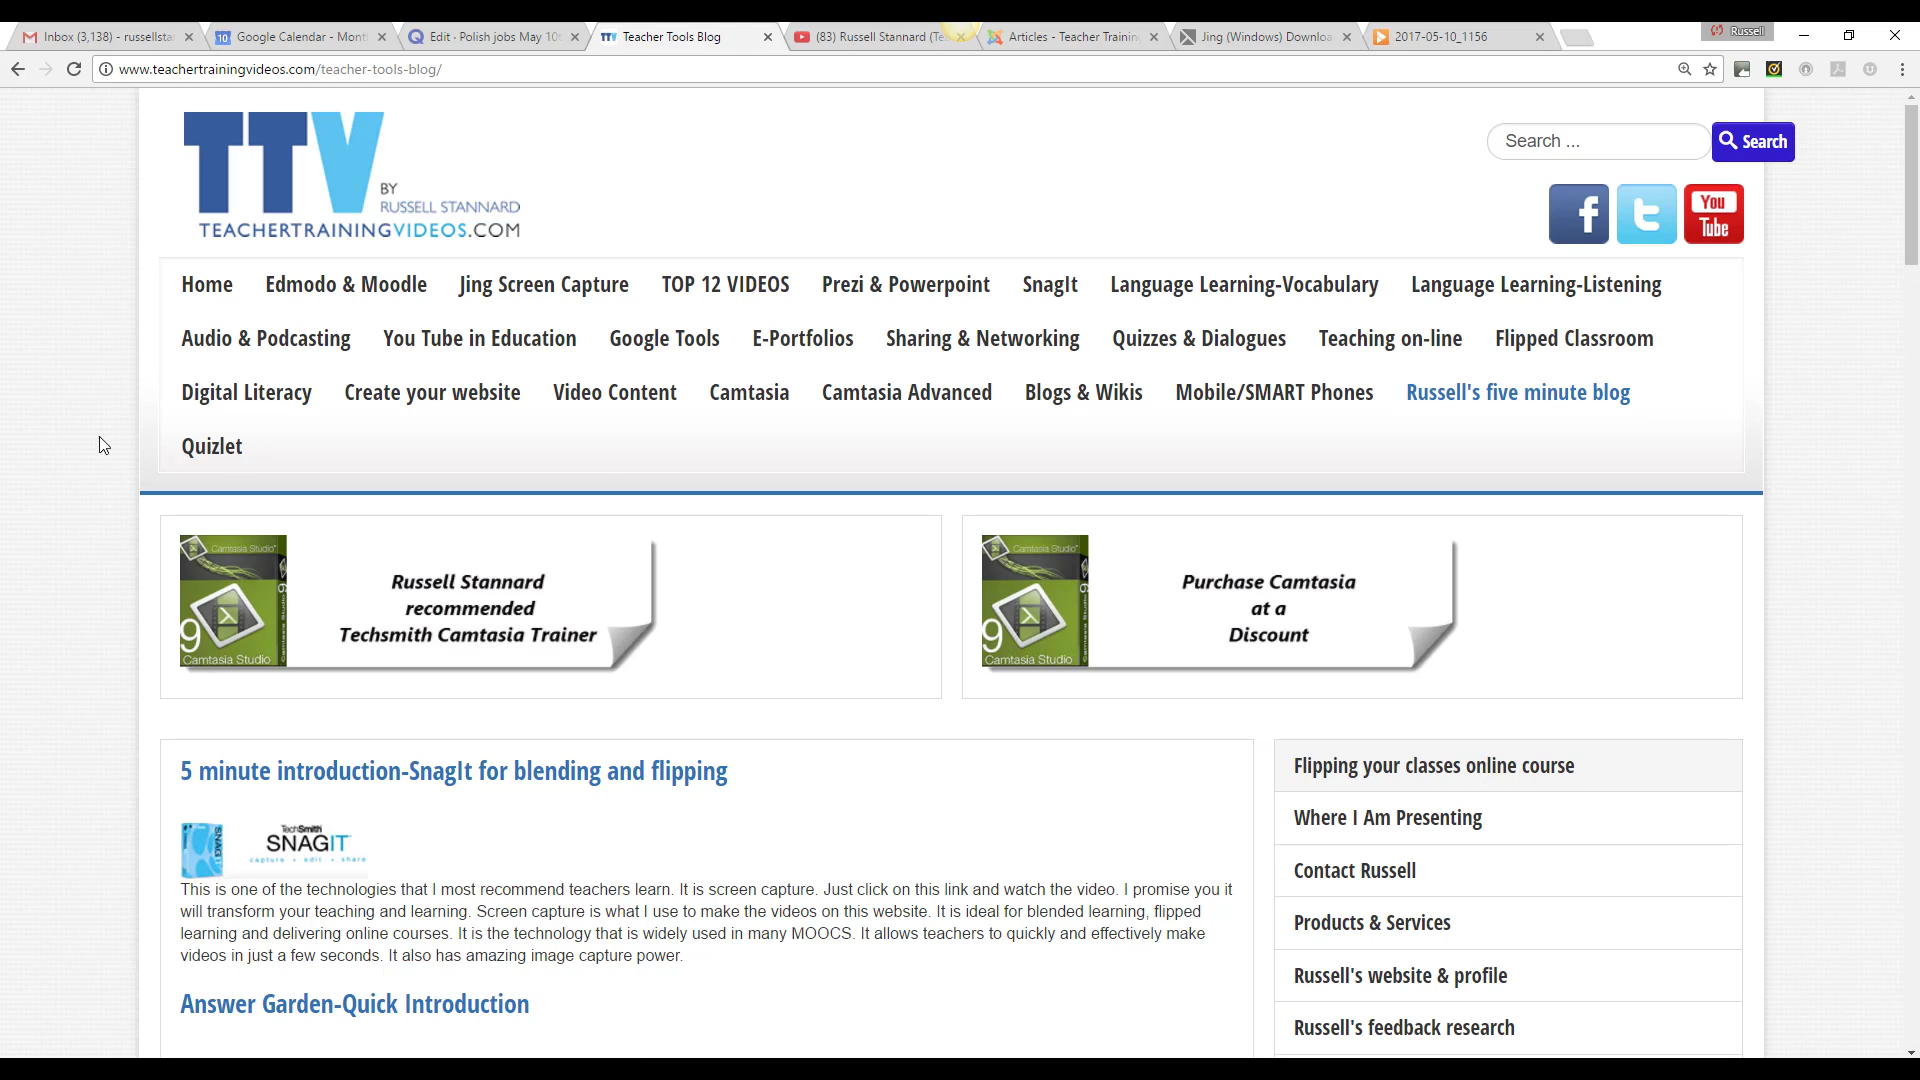 Inbox (3,138) - russellsta
Google Calendar - Mont
Edit - Polish jobs May 10
Teacher Tools Blog
(83) Russell Stannard (Te
Articles - Teacher Trainin
Jing (Windows) Downloa
2017-05-10_1156
Russell
www.teachertrainingvideos.com/teacher-tools-blog/
TTV
BY
RUSSELL STANNARD
TEACHERTRAININGVIDEOS.COM
Search ...
Search
f
t
You
Tube
Home Edmodo & Moodle Jing Screen Capture TOP 12 VIDEOS Prezi & Powerpoint SnagIt Language Learning-Vocabulary Language Learning-Listening
Audio & Podcasting You Tube in Education Google Tools E-Portfolios Sharing & Networking Quizzes & Dialogues Teaching on-line Flipped Classroom
Digital Literacy Create your website Video Content Camtasia Camtasia Advanced Blogs & Wikis Mobile/SMART Phones Russell's five minute blog
Quizlet
Camtasia Studio
9
Camtasia Studio
Russell Stannard
recommended
Techsmith Camtasia Trainer
Camtasia Studio
9
Camtasia Studio
Purchase Camtasia
at a
Discount
5 minute introduction-SnagIt for blending and flipping
SNAGIT
TechSmith
SNAGIT
capture • edit • share
This is one of the technologies that I most recommend teachers learn. It is screen capture. Just click on this link and watch the video. I promise you it
will transform your teaching and learning. Screen capture is what I use to make the videos on this website. It is ideal for blended learning, flipped
learning and delivering online courses. It is the technology that is widely used in many MOOCS. It allows teachers to quickly and effectively make
videos in just a few seconds. It also has amazing image capture power.
Answer Garden-Quick Introduction
Flipping your classes online course
Where I Am Presenting
Contact Russell
Products & Services
Russell's website & profile
Russell's feedback research